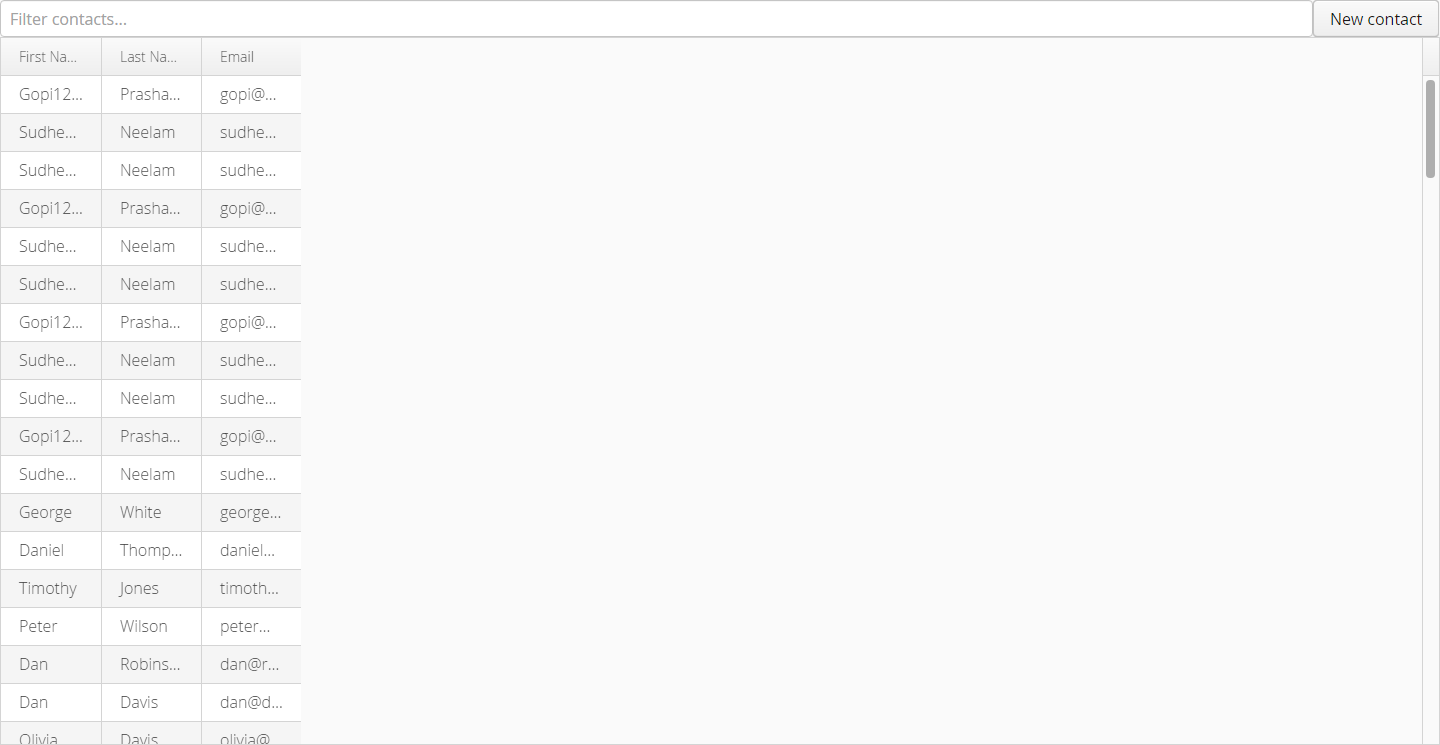 Filter contacts...
New contact
First Na... Last Na... Email
Gopi12... Prasha... gopi@...
Sudhe... Neelam sudhe...
Sudhe... Neelam sudhe...
Gopi12... Prasha... gopi@...
Sudhe... Neelam sudhe...
Sudhe... Neelam sudhe...
Gopi12... Prasha... gopi@...
Sudhe... Neelam sudhe...
Sudhe... Neelam sudhe...
Gopi12... Prasha... gopi@...
Sudhe... Neelam sudhe...
George White george...
Daniel Thomp... daniel...
Timothy Jones timoth...
Peter Wilson peter...
Dan Robins... dan@r...
Dan Davis dan@d...
Olivia Davis olivia@...